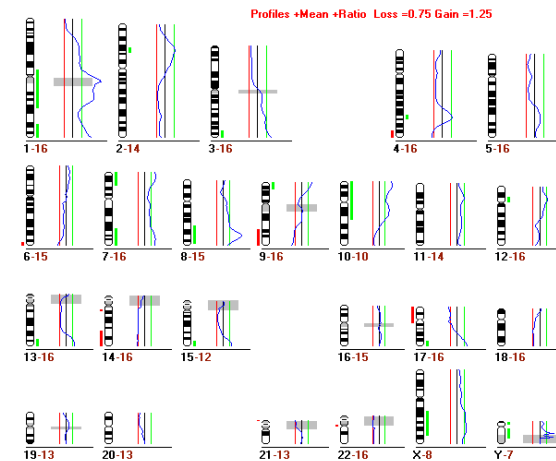 Profiles +Mean +Ratio Loss =0.75 Gain =1.25
1-16 2-14 3-16 4-16 5-16
6-15 7-16 8-15 9-16 10-10 11-14 12-16
13-16 14-16 15-12 16-15 17-16 18-16
19-13 20-13 21-13 22-16 X-8 Y-7